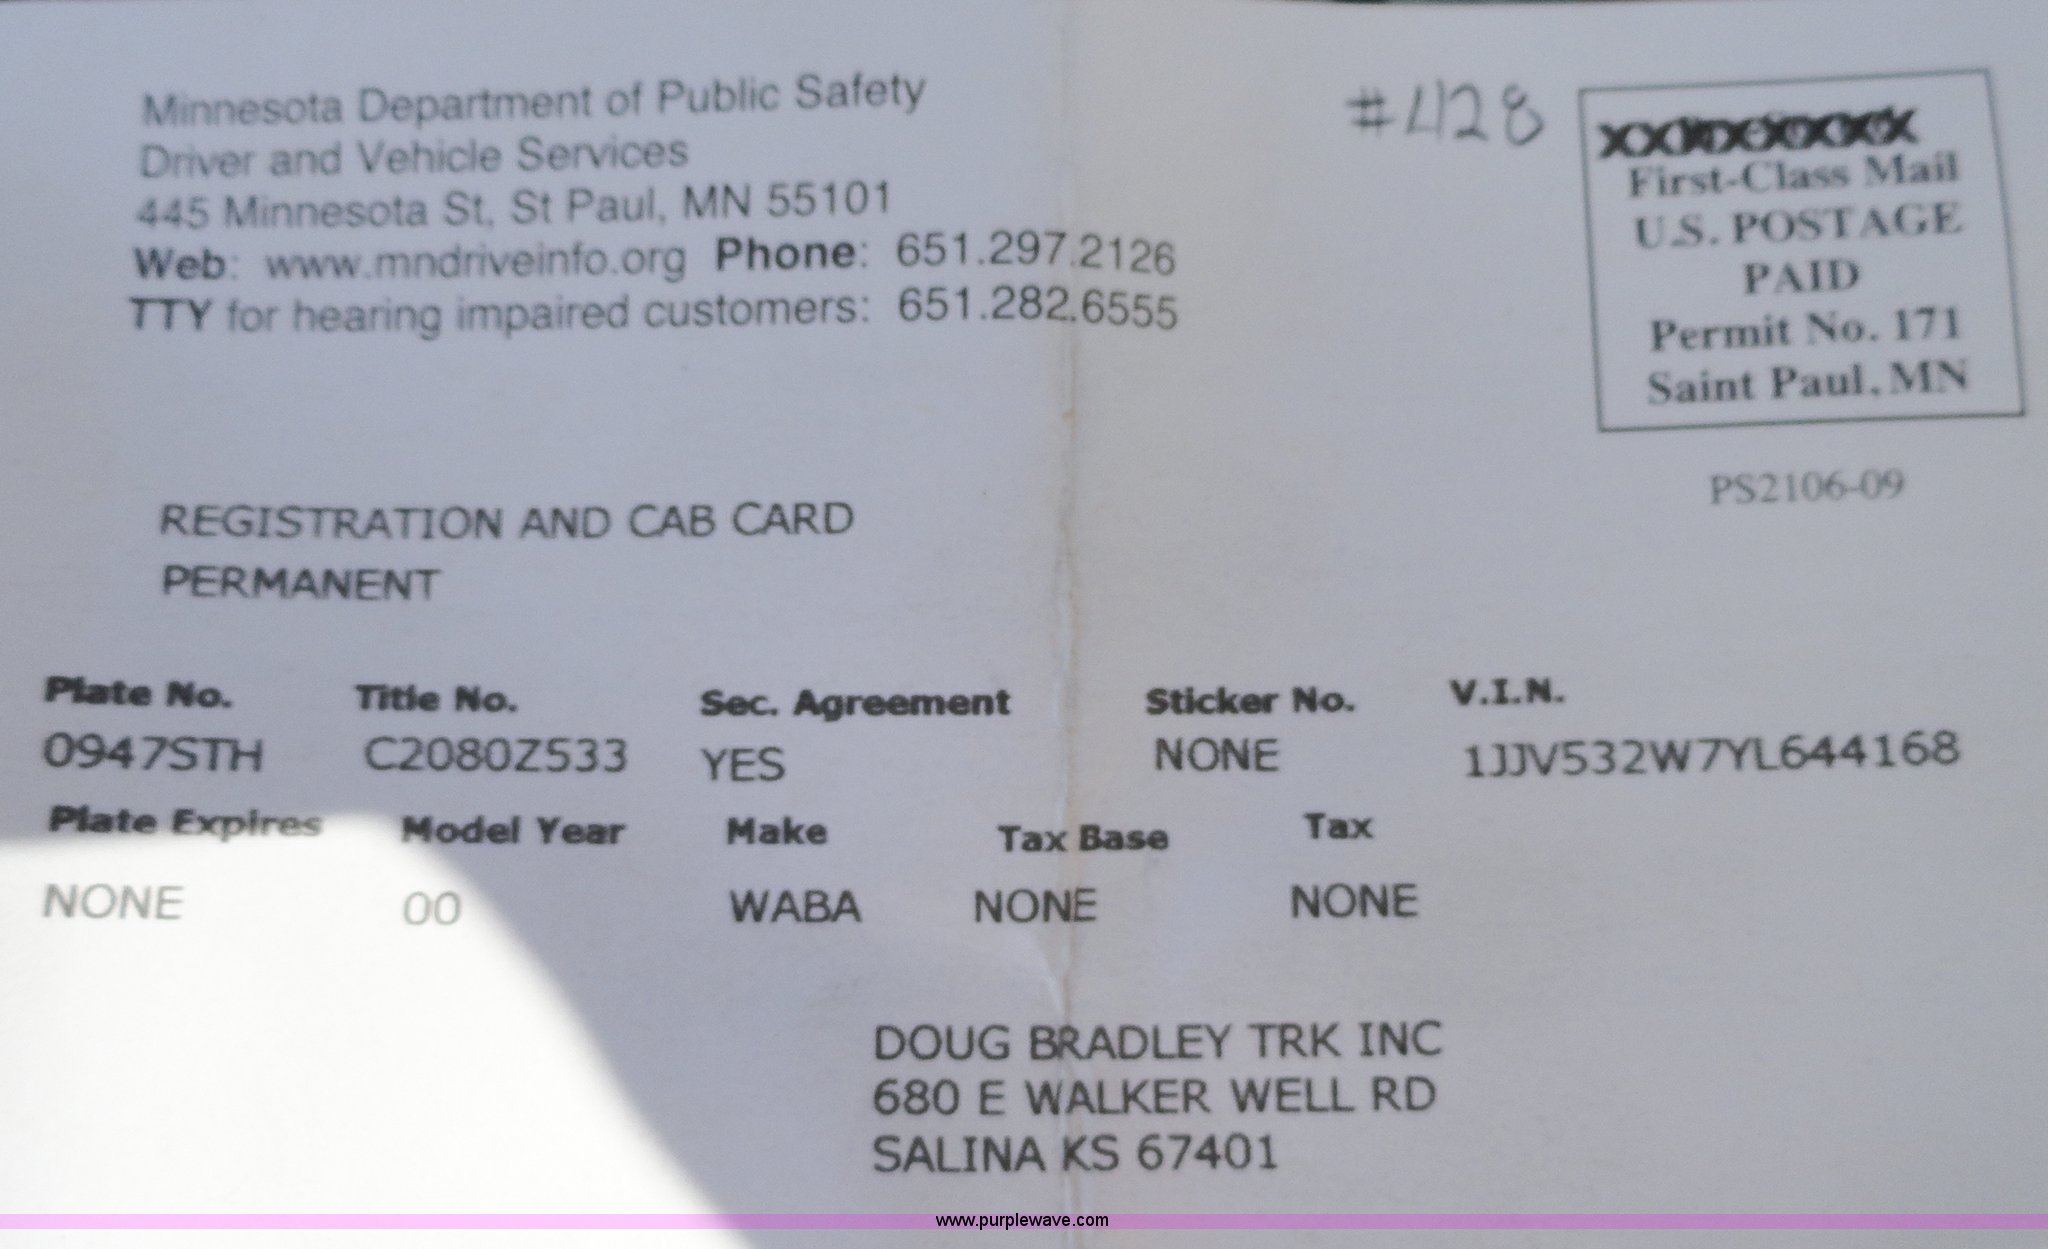 Minnesota Department of Public Safety
Driver and Vehicle Services
445 Minnesota St, St Paul, MN 55101
Web: www.mndriveinfo.org Phone: 651.297.2126
TTY for hearing impaired customers: 651.282.6555
#428
First-Class Mail
U.S. POSTAGE
PAID
Permit No. 171
Saint Paul, MN
PS2106-09
REGISTRATION AND CAB CARD
PERMANENT
Plate No. Title No. Sec. Agreement Sticker No. V.I.N.
0947STH C2080Z533 YES NONE 1JJV532W7YL644168
Plate Expires Model Year Make Tax Base Tax
NONE 00 WABA NONE NONE
DOUG BRADLEY TRK INC
680 E WALKER WELL RD
SALINA KS 67401
www.purplewave.com